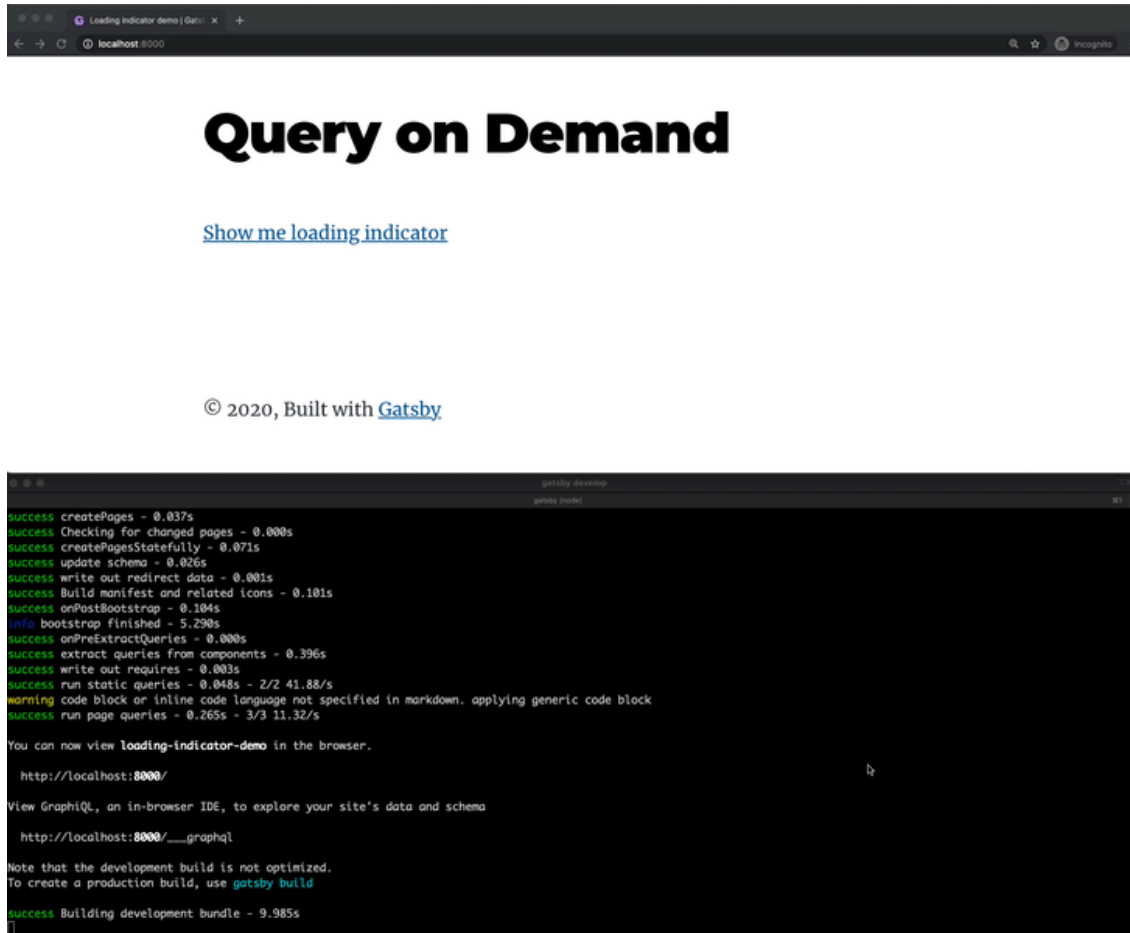 Loading indicator demo | Gats
localhost:8000
Incognito
Query on Demand
Show me loading indicator
© 2020, Built with Gatsby
gatsby develop
gatsby (node)
success createPages - 0.037s
success Checking for changed pages - 0.000s
success createPagesStatefully - 0.071s
success update schema - 0.026s
success write out redirect data - 0.001s
success Build manifest and related icons - 0.101s
success onPostBootstrap - 0.104s
info bootstrap finished - 5.290s
success onPreExtractQueries - 0.000s
success extract queries from components - 0.396s
success write out requires - 0.003s
success run static queries - 0.048s - 2/2 41.88/s
warning code block or inline code language not specified in markdown. applying generic code block
success run page queries - 0.265s - 3/3 11.32/s
You can now view loading-indicator-demo in the browser.
http://localhost:8000/
View GraphiQL, an in-browser IDE, to explore your site's data and schema
http://localhost:8000/___graphql
Note that the development build is not optimized.
To create a production build, use gatsby build
success Building development bundle - 9.985s